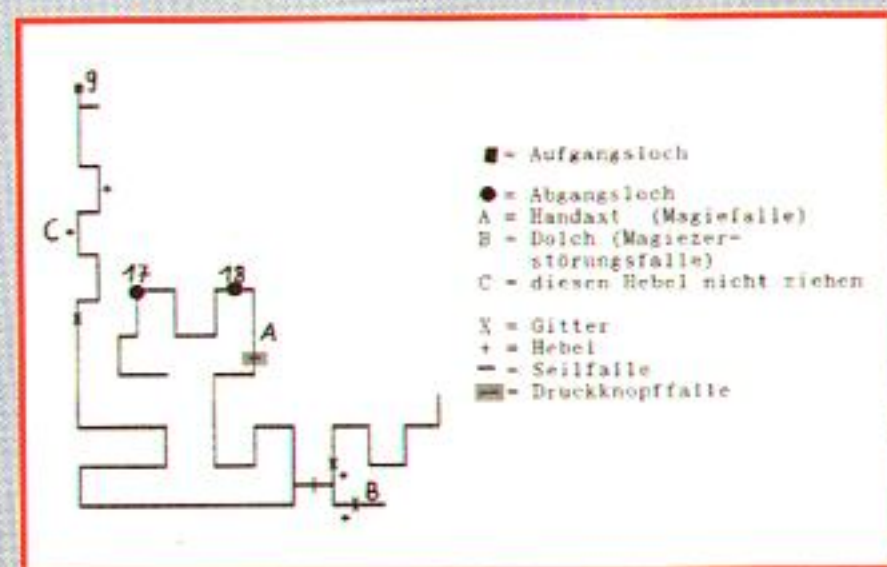 9
■ = Aufgangsloch
● = Abgangsloch
A = Handaxt (Magiefalle)
B = Dolch (Magiezer-
störungsfalle)
C = diesen Hebel nicht ziehen
X = Gitter
+ = Hebel
— = Seilfalle
= Druckknopffalle
C
17
18
A
B